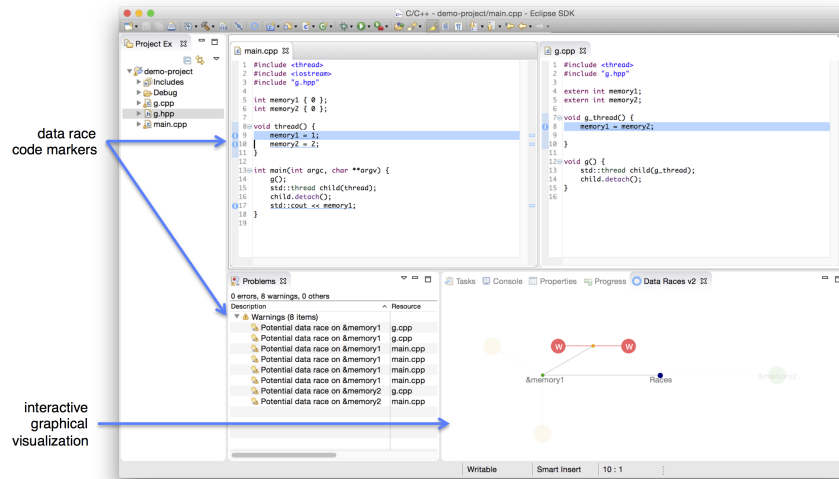 C/C++ - demo-project/main.cpp - Eclipse SDK
Project Ex
demo-project
Includes
Debug
g.cpp
g.hpp
main.cpp
main.cpp
1 #include <thread>
2 #include <iostream>
3 #include "g.hpp"
4
5 int memory1 { 0 };
6 int memory2 { 0 };
7
8 void thread() {
9 memory1 = 1;
10 memory2 = 2;
11 }
12
13 int main(int argc, char **argv) {
14 g();
15 std::thread child(thread);
16 child.detach();
17 std::cout << memory1;
18 }
19
g.cpp
1 #include <thread>
2 #include "g.hpp"
3
4 extern int memory1;
5 extern int memory2;
6
7 void g_thread() {
8 memory1 = memory2;
9
10 }
11
12 void g() {
13 std::thread child(g_thread);
14 child.detach();
15 }
16
data race
code markers
Problems
0 errors, 8 warnings, 0 others
Description Resource
Warnings (8 items)
Potential data race on &memory1 g.cpp
Potential data race on &memory1 g.cpp
Potential data race on &memory1 main.cpp
Potential data race on &memory1 main.cpp
Potential data race on &memory1 main.cpp
Potential data race on &memory1 main.cpp
Potential data race on &memory2 g.cpp
Potential data race on &memory2 main.cpp
Tasks Console Properties Progress Data Races v2
W W
&memory1 Races &memory2
interactive
graphical
visualization
Writable Smart Insert 10 : 1